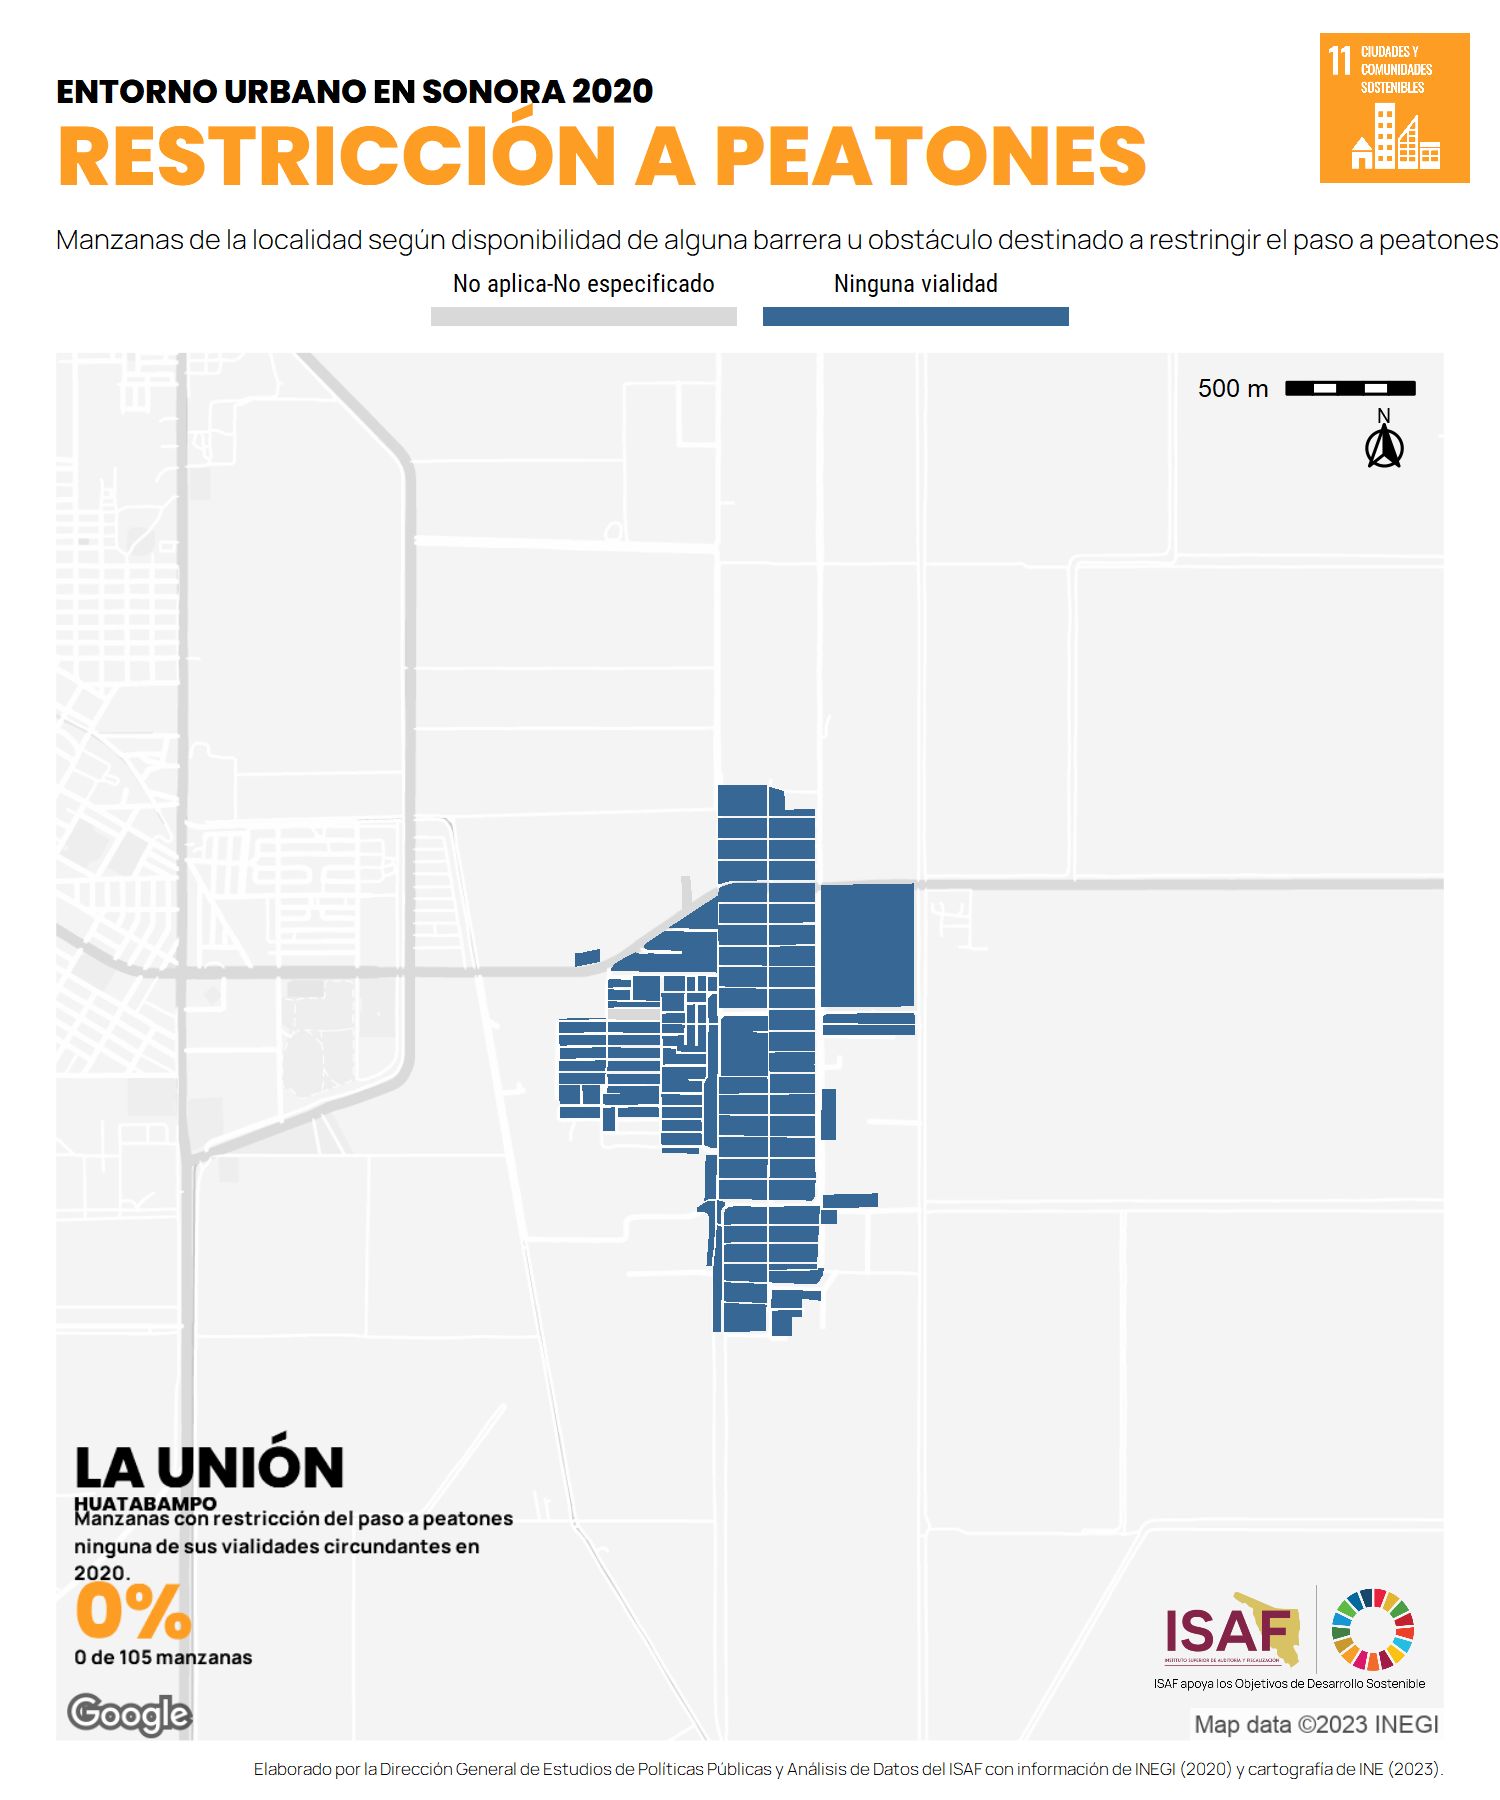 ENTORNO URBANO EN SONORA 2020
RESTRICCIÓN A PEATONES
11 CIUDADES Y
COMUNIDADES
SOSTENIBLES
Manzanas de la localidad según disponibilidad de alguna barrera u obstáculo destinado a restringir el paso a peatones
No aplica-No especificado
Ninguna vialidad
500 m
N
LA UNIÓN
HUATABAMPO
Manzanas con restricción del paso a peatones
ninguna de sus vialidades circundantes en
2020.
0%
0 de 105 manzanas
Google
ISAF
INSTITUTO SUPERIOR DE AUDITORÍA Y FISCALIZACIÓN
ISAF apoya los Objetivos de Desarrollo Sostenible
Map data ©2023 INEGI
Elaborado por la Dirección General de Estudios de Políticas Públicas y Análisis de Datos del ISAF con información de INEGI (2020) y cartografía de INE (2023).